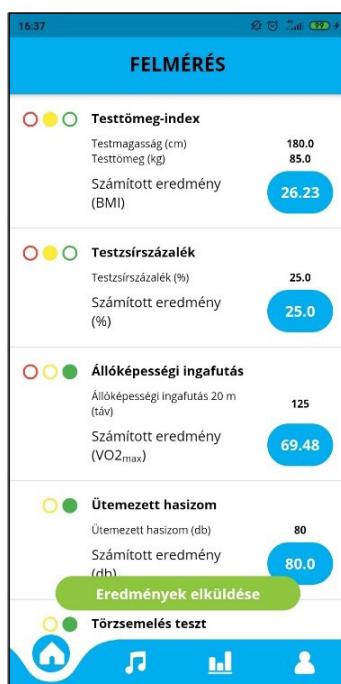 16:37
99
FELMÉRÉS
Testtömeg-index
Testmagasság (cm) 180.0
Testtömeg (kg) 85.0
Számított eredmény
(BMI)
26.23
Testzsírszázalék
Testzsírszázalék (%) 25.0
Számított eredmény
(%)
25.0
Állóképességi ingafutás
Állóképességi ingafutás 20 m
(táv)
125
Számított eredmény
(VO2max)
69.48
Ütemezett hasizom
Ütemezett hasizom (db) 80
Számított eredmény
(db)
80.0
Eredmények elküldése
Törzsemelés teszt